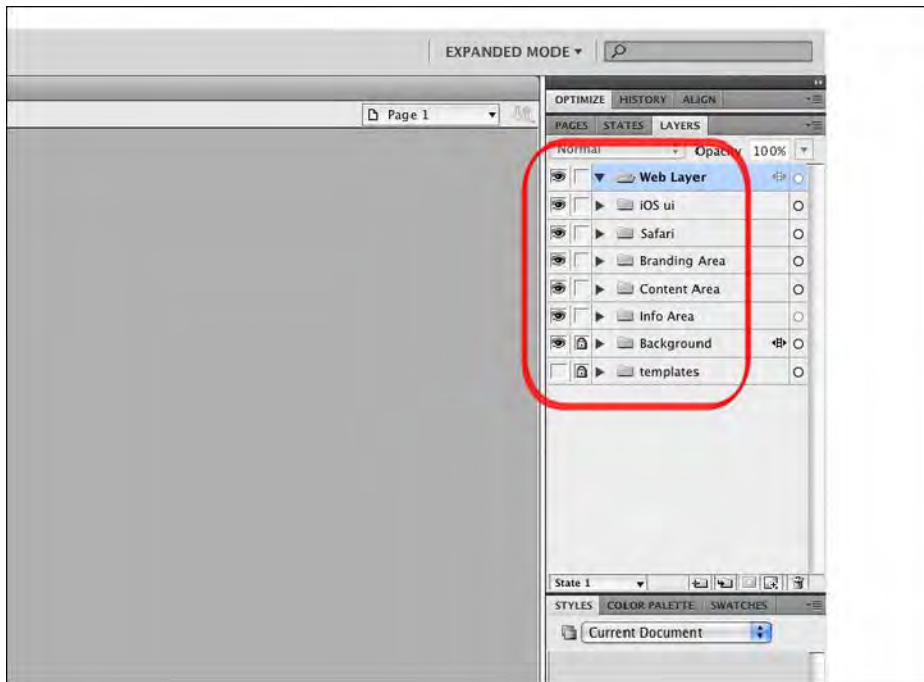 EXPANDED MODE
OPTIMIZE HISTORY ALIGN
Page 1
PAGES STATES LAYERS
Normal Opacity 100%
Web Layer
iOS ui
Safari
Branding Area
Content Area
Info Area
Background
templates
State 1
STYLES COLOR PALETTE SWATCHES
Current Document